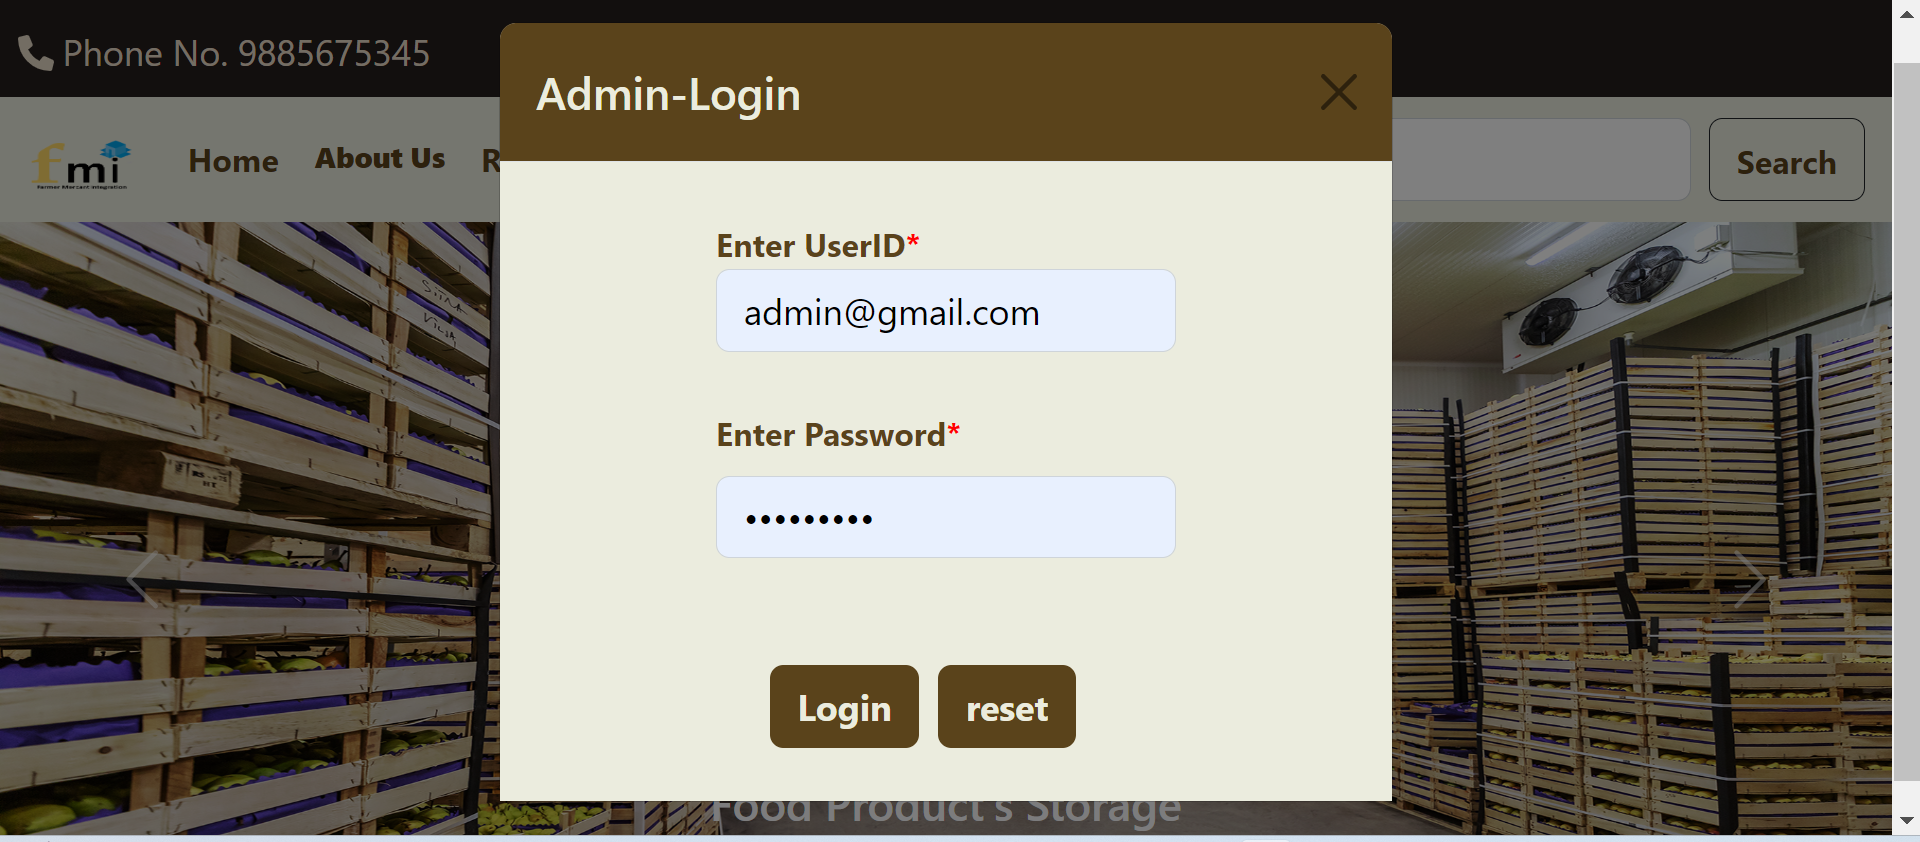 Phone No. 9885675345
Admin-Login
fmi
Farmer Mercant Integration
Home
About Us
R
Search
Enter UserID*
admin@gmail.com
Enter Password*
•••••••••
Login
reset
Food Product's Storage